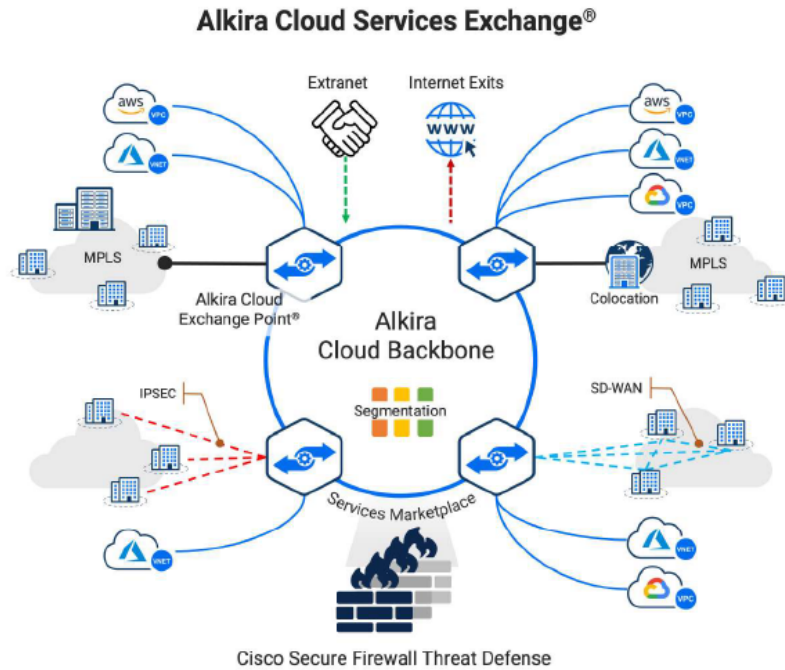 Alkira Cloud Services Exchange®
Extranet
Internet Exits
aws
VPC
WWW
aws
VPC
VNET
VNET
VPC
MPLS
MPLS
Colocation
Alkira Cloud
Exchange Point®
Alkira
Cloud Backbone
IPSEC
SD-WAN
Segmentation
Services Marketplace
VNET
VNET
VPC
Cisco Secure Firewall Threat Defense